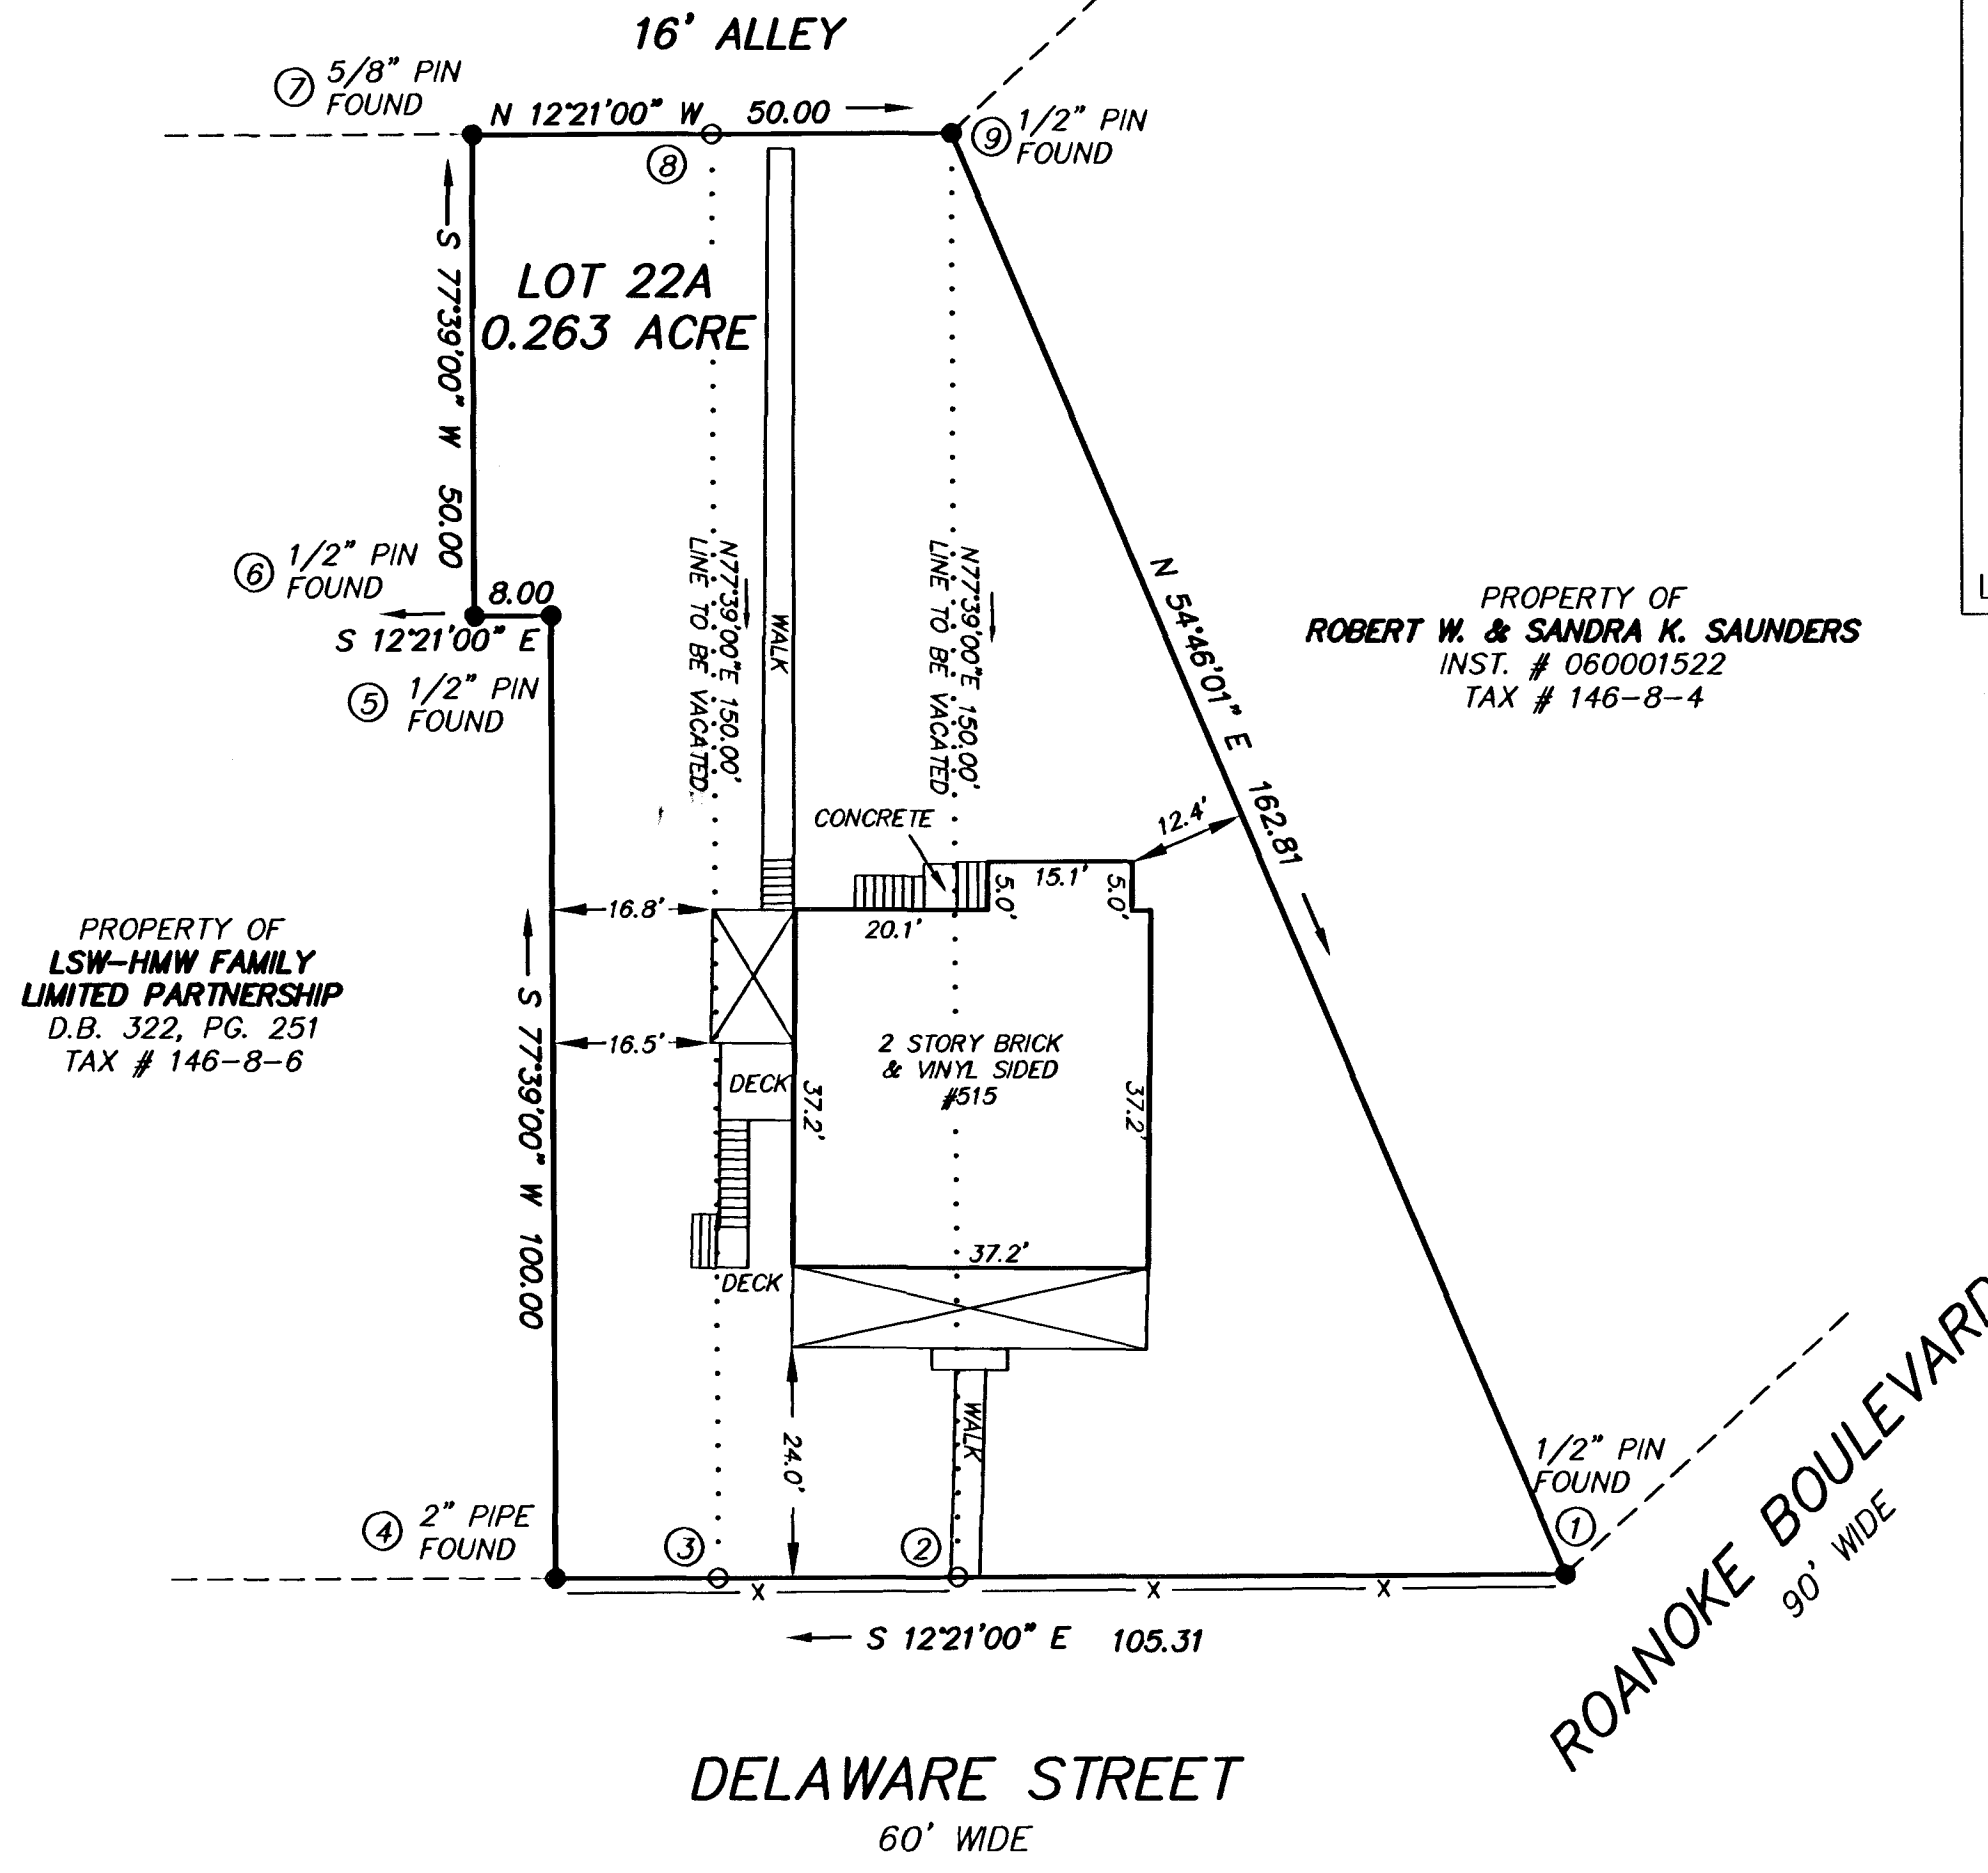 16' ALLEY
7 5/8" PIN
FOUND
N 12°21'00" W 50.00
8
9 1/2" PIN
FOUND
S 77°39'00" W 50.00
LOT 22A
0.263 ACRE
6 1/2" PIN
FOUND
8.00
S 12°21'00" E
5 1/2" PIN
FOUND
N77°39'00"E 150.00'
LINE TO BE VACATED
WALK
N77°39'00"E 150.00'
LINE TO BE VACATED
N 54°46'01" E 162.81
PROPERTY OF
ROBERT W. & SANDRA K. SAUNDERS
INST. # 060001522
TAX # 146-8-4
CONCRETE
12.4'
15.1'
5.0'
5.0'
20.1'
16.8'
PROPERTY OF
LSW-HMW FAMILY
LIMITED PARTNERSHIP
D.B. 322, PG. 251
TAX # 146-8-6
16.5'
S 77°39'00" W 100.00
2 STORY BRICK
& VINYL SIDED
#515
DECK
37.2'
37.2'
37.2'
DECK
24.0'
WALK
4 2" PIPE
FOUND
3
2
1/2" PIN
FOUND
1
X X X
S 12°21'00" E 105.31
ROANOKE BOULEVARD
90' WIDE
DELAWARE STREET
60' WIDE